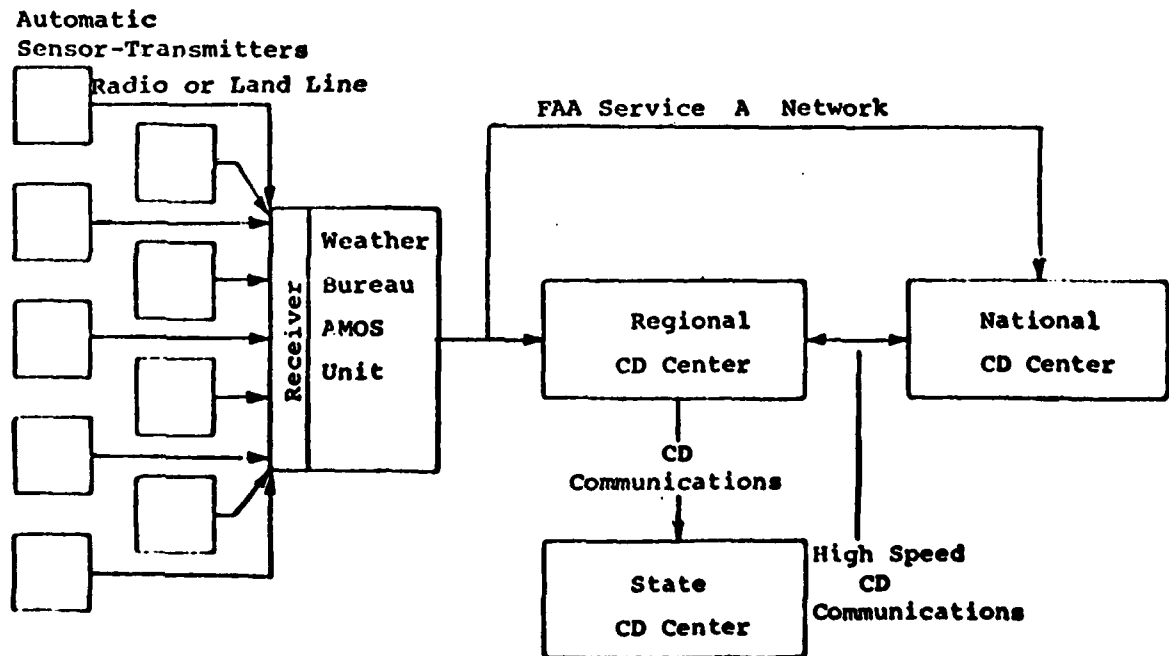 Automatic
Sensor-Transmitters
Radio or Land Line
FAA Service A Network
Receiver
Weather
Bureau
AMOS
Unit
Regional
CD Center
National
CD Center
CD
Communications
High Speed
CD
Communications
State
CD Center